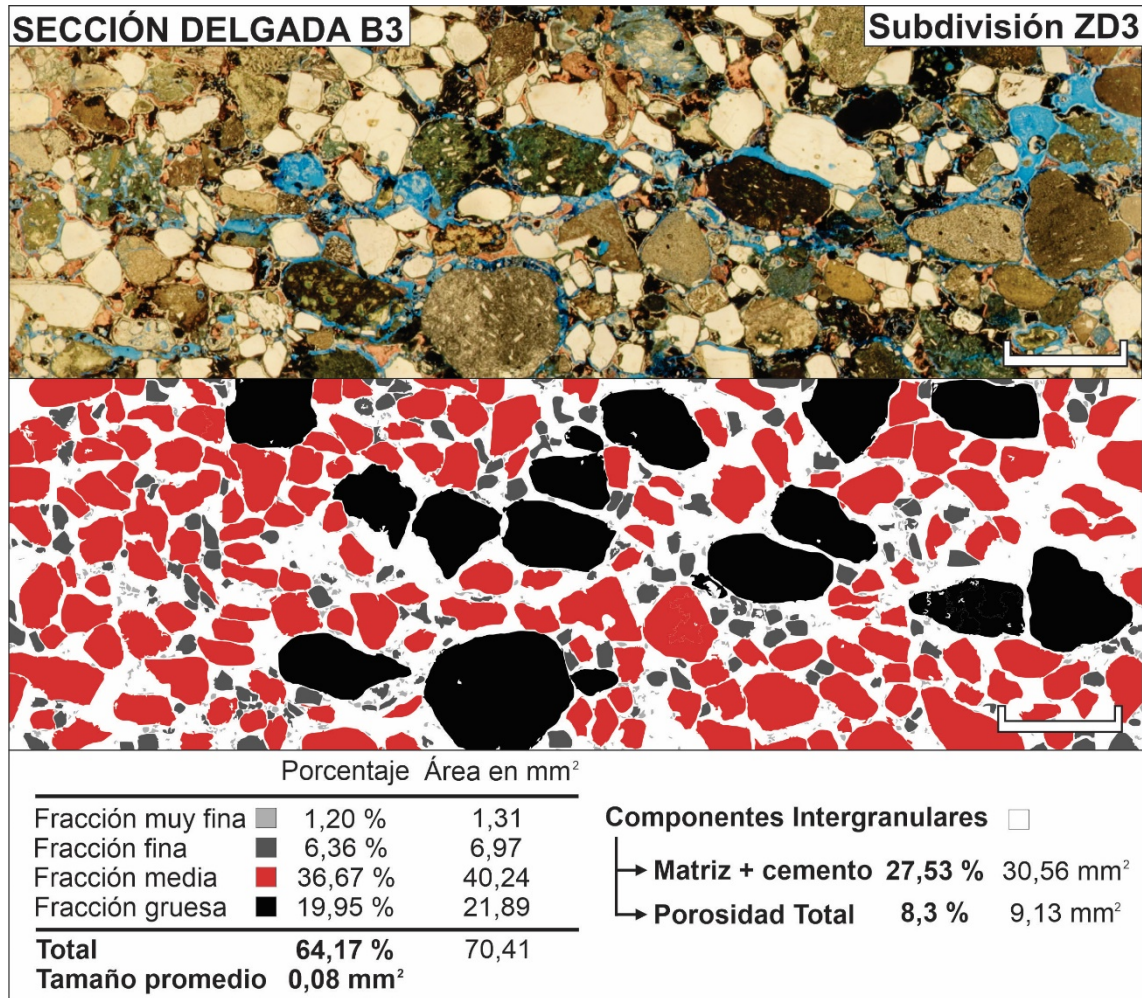 SECCIÓN DELGADA B3
Subdivisión ZD3
Porcentaje Área en mm²
Fracción muy fina 1,20 % 1,31
Fracción fina 6,36 % 6,97
Fracción media 36,67 % 40,24
Fracción gruesa 19,95 % 21,89
Total 64,17 % 70,41
Tamaño promedio 0,08 mm²
Componentes Intergranulares
Matriz + cemento 27,53 % 30,56 mm²
Porosidad Total 8,3 % 9,13 mm²